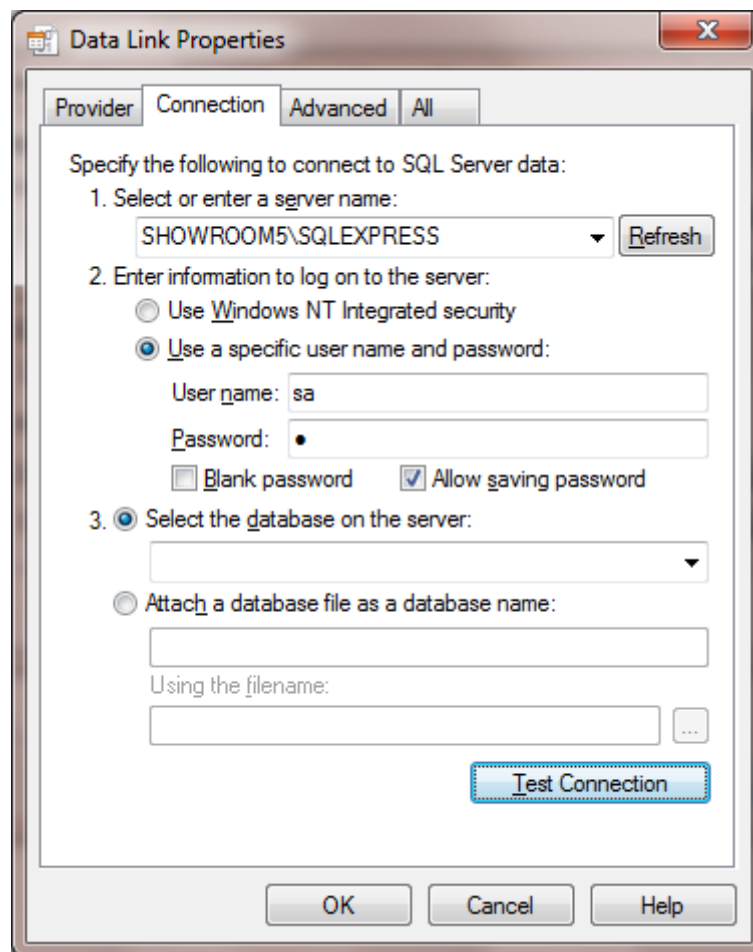 Data Link Properties
Provider Connection Advanced All
Specify the following to connect to SQL Server data:
1. Select or enter a server name:
SHOWROOM5\SQLEXPRESS Refresh
2. Enter information to log on to the server:
Use Windows NT Integrated security
Use a specific user name and password:
User name: sa
Password: ●
Blank password Allow saving password
3. Select the database on the server:
Attach a database file as a database name:
Using the filename:
...
Test Connection
OK Cancel Help